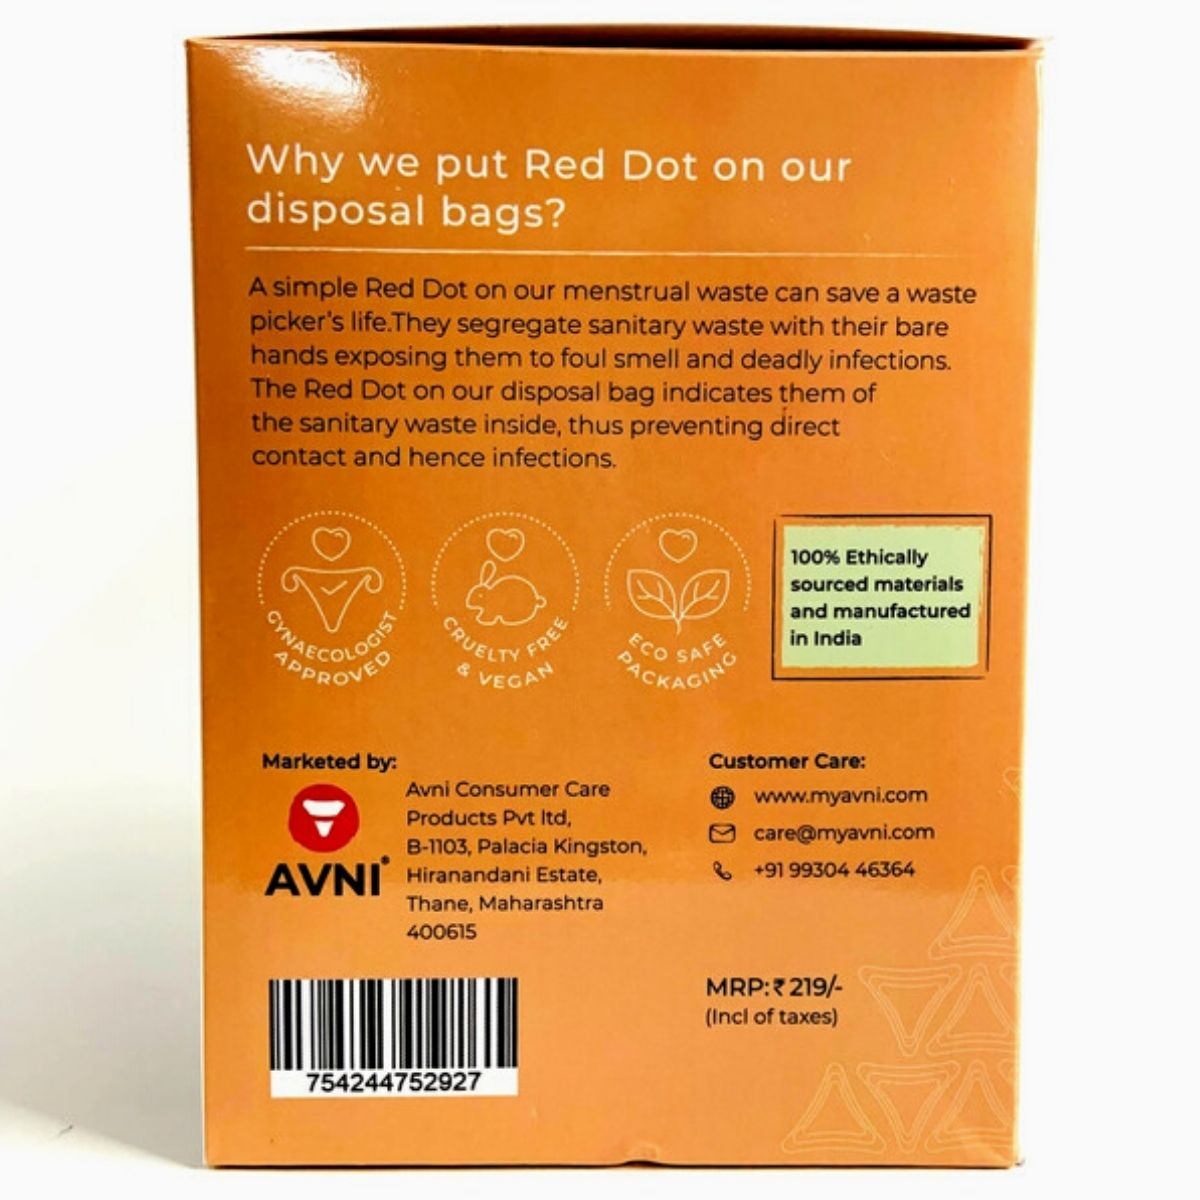 Why we put Red Dot on our
disposal bags?
A simple Red Dot on our menstrual waste can save a waste
picker's life.They segregate sanitary waste with their bare
hands exposing them to foul smell and deadly infections.
The Red Dot on our disposal bag indicates them of
the sanitary waste inside, thus preventing direct
contact and hence infections.
GYNAECOLOGIST
APPROVED
CRUELTY FREE
& VEGAN
ECO SAFE
PACKAGING
100% Ethically
sourced materials
and manufactured
in India
Marketed by:
AVNI®
Avni Consumer Care
Products Pvt ltd,
B-1103, Palacia Kingston,
Hiranandani Estate,
Thane, Maharashtra
400615
Customer Care:
www.myavni.com
care@myavni.com
+91 99304 46364
754244752927
MRP:₹ 219/-
(Incl of taxes)